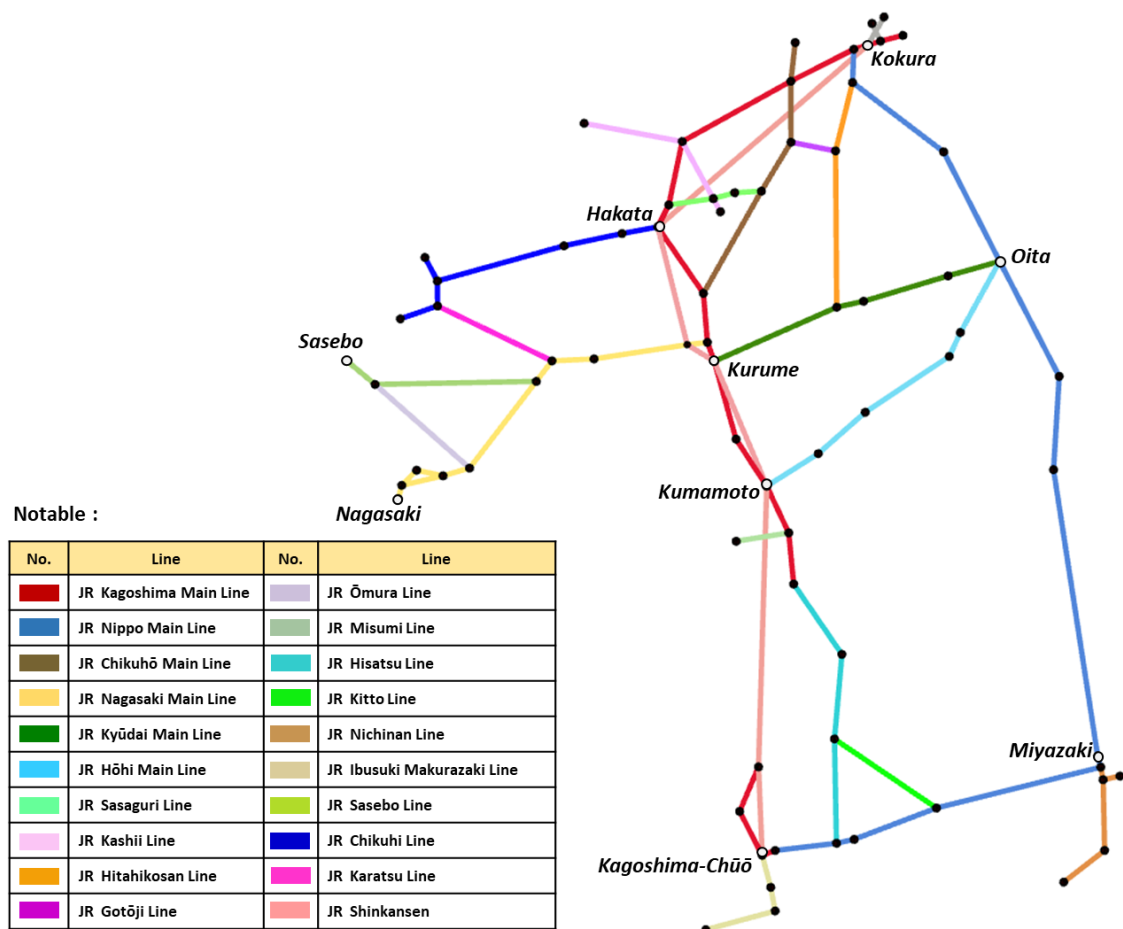 Kokura
Hakata
Oita
Sasebo
Kurume
Kumamoto
Nagasaki
Miyazaki
Kagoshima-Chūō
Notable :
No. Line No. Line
JR Kagoshima Main Line JR Ōmura Line
JR Nippo Main Line JR Misumi Line
JR Chikuhō Main Line JR Hisatsu Line
JR Nagasaki Main Line JR Kitto Line
JR Kyūdai Main Line JR Nichinan Line
JR Hōhi Main Line JR Ibusuki Makurazaki Line
JR Sasaguri Line JR Sasebo Line
JR Kashii Line JR Chikuhi Line
JR Hitahikosan Line JR Karatsu Line
JR Gotōji Line JR Shinkansen